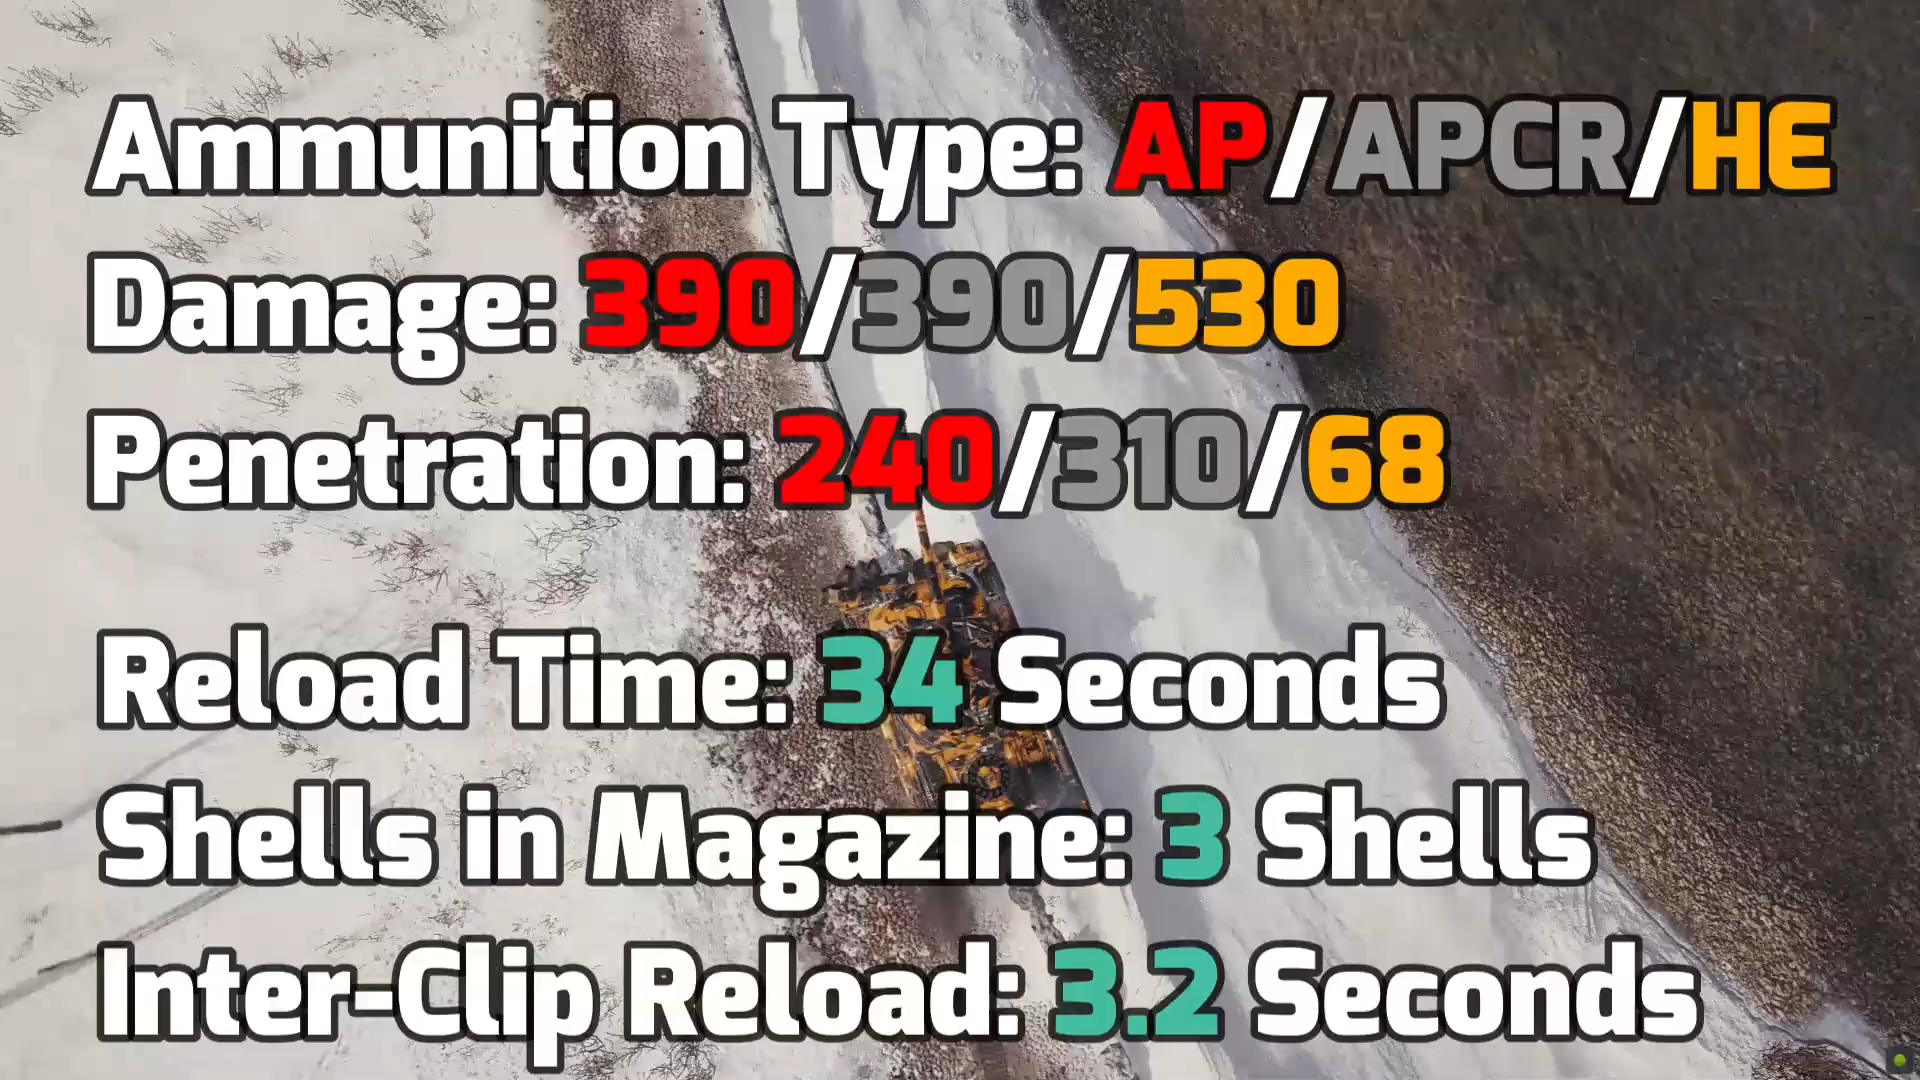 Ammunition Type: AP/APCR/HE
Damage: 390/390/530
Penetration: 240/310/68
Reload Time: 34 Seconds
Shells in Magazine: 3 Shells
Inter-Clip Reload: 3.2 Seconds